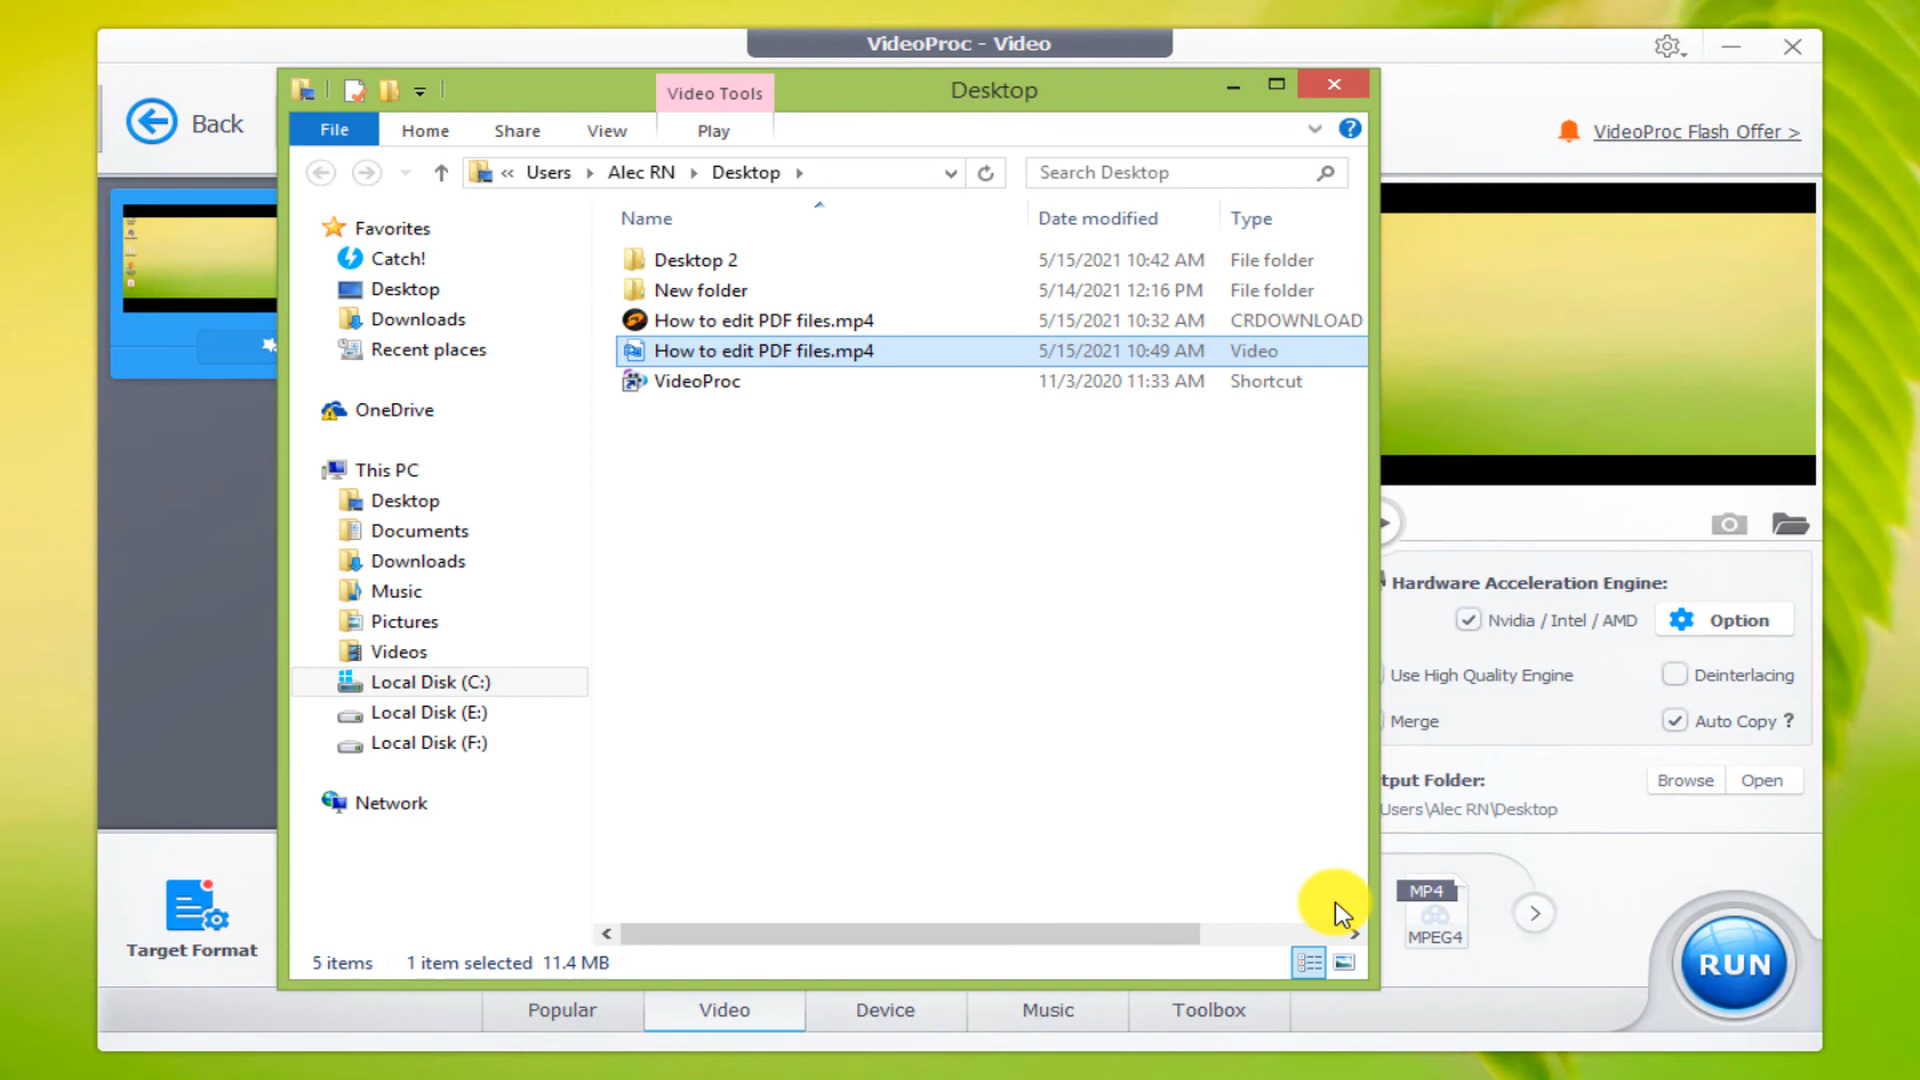 VideoProc - Video
Back
VideoProc Flash Offer >
Video Tools
Desktop
File
Home
Share
View
Play
« Users Alec RN Desktop
Search Desktop
Name
Date modified
Type
Favorites
Catch!
Desktop
Downloads
Recent places
OneDrive
This PC
Desktop
Documents
Downloads
Music
Pictures
Videos
Local Disk (C:)
Local Disk (E:)
Local Disk (F:)
Network
Desktop 2 5/15/2021 10:42 AM File folder
New folder 5/14/2021 12:16 PM File folder
How to edit PDF files.mp4 5/15/2021 10:32 AM CRDOWNLOAD
How to edit PDF files.mp4 5/15/2021 10:49 AM Video
VideoProc 11/3/2020 11:33 AM Shortcut
5 items 1 item selected 11.4 MB
Hardware Acceleration Engine:
Nvidia / Intel / AMD
Option
Use High Quality Engine
Deinterlacing
Merge
Auto Copy ?
tput Folder:
Browse
Open
Users\Alec RN\Desktop
Target Format
MP4
MPEG4
RUN
Popular
Video
Device
Music
Toolbox